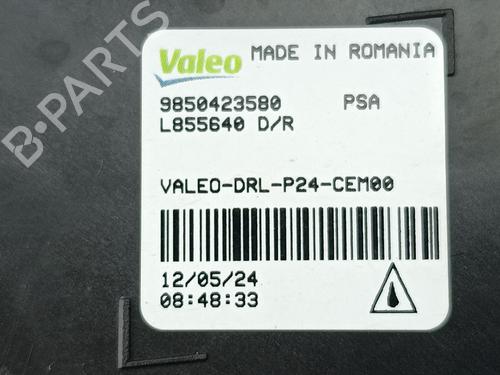 Valeo MADE IN ROMANIA
9850423580 PSA
L855640 D/R
VALEO-DRL-P24-CEM00
12/05/24
08:48:33
B-PARTS